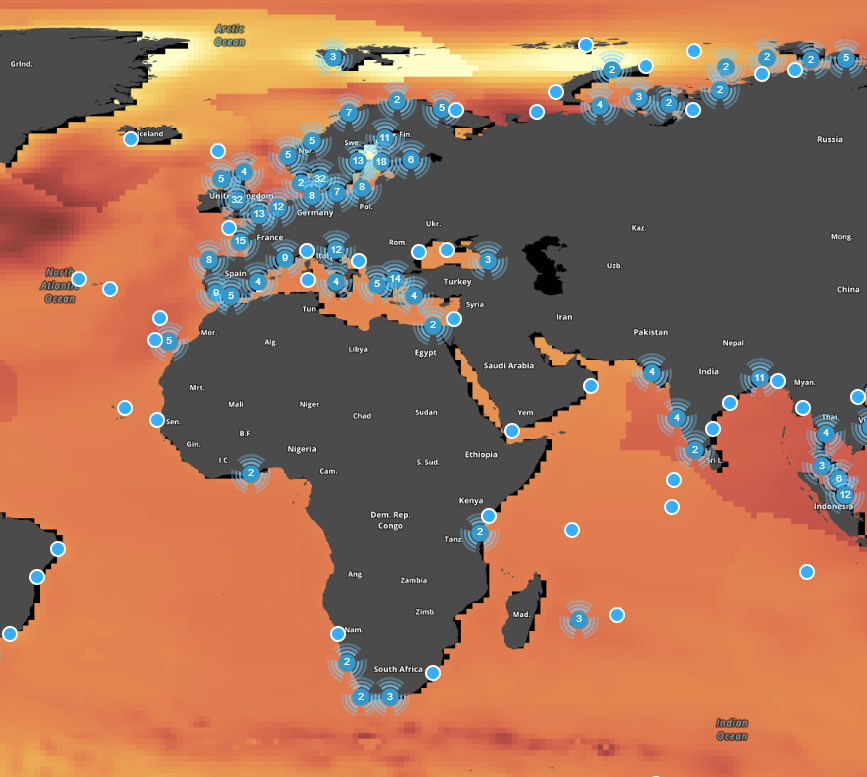 Arctic
Ocean
Grlnd.
3
2
2
2
2
5
2
3
2
4
7
2
5
Iceland
Fin.
Swe.
11
5
Nor.
5
Russia
13
18
6
4
5
2
32
8
7
8
United Kingdom
32
13
12
Germany
Pol.
Ukr.
Kaz.
Mong.
15
France
12
Italy
Rom.
8
9
3
Uzb.
North
Atlantic
Ocean
Spain
4
4
5
14
Turkey
China
9
5
4
Syria
Tun.
Iran
Mor.
5
2
Pakistan
Alg.
Libya
Egypt
Nepal
Saudi Arabia
4
India
11
Myan.
Mrt.
Mali
Niger
Chad
Sudan
Yem.
4
Thai.
Sen.
B.F.
4
Gin.
Nigeria
Ethiopia
2
I.C.
S. Sud.
Sri L.
2
Cam.
3
6
12
Kenya
Indonesia
Dem. Rep.
Congo
2
Tanz.
Ang.
Zambia
Zimb.
Mad.
3
Nam.
2
South Africa
2
3
Indian
Ocean